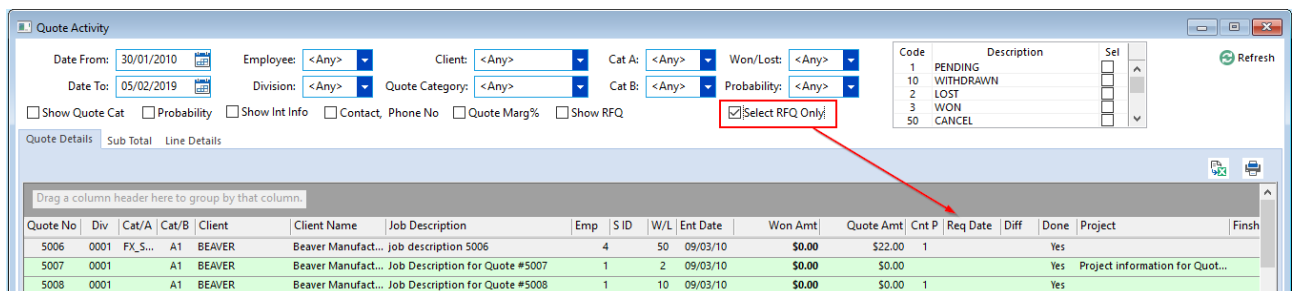 Quote Activity
Date From: 30/01/2010 Employee: <Any> Client: <Any> Cat A: <Any> Won/Lost: <Any>
Date To: 05/02/2019 Division: <Any> Quote Category: <Any> Cat B: <Any> Probability: <Any>
Show Quote Cat Probability Show Int Info Contact, Phone No Quote Marg% Show RFQ Select RFQ Only
Code Description Sel
1 PENDING
10 WITHDRAWN
2 LOST
3 WON
50 CANCEL
Refresh
Quote Details Sub Total Line Details
Drag a column header here to group by that column.
Quote No Div Cat/A Cat/B Client Client Name Job Description Emp S ID W/L Ent Date Won Amt Quote Amt Cnt P Req Date Diff Done Project Finsh
5006 0001 FX_S... A1 BEAVER Beaver Manufact... job description 5006 4 50 09/03/10 $0.00 $22.00 1 Yes
5007 0001 A1 BEAVER Beaver Manufact... Job Description for Quote #5007 1 2 09/03/10 $0.00 $0.00 Yes Project information for Quot...
5008 0001 A1 BEAVER Beaver Manufact... Job Description for Quote #5008 1 10 09/03/10 $0.00 $0.00 1 Yes